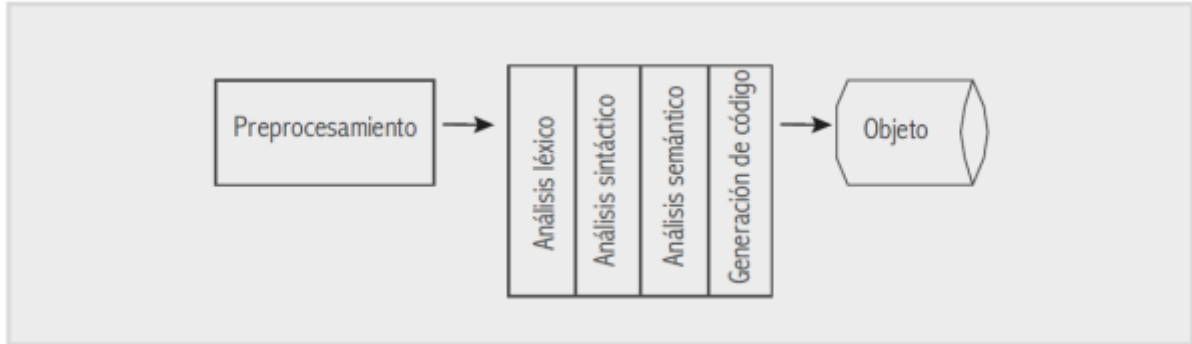 Preprocesamiento
Análisis léxico
Análisis sintáctico
Análisis semántico
Generación de código
Objeto